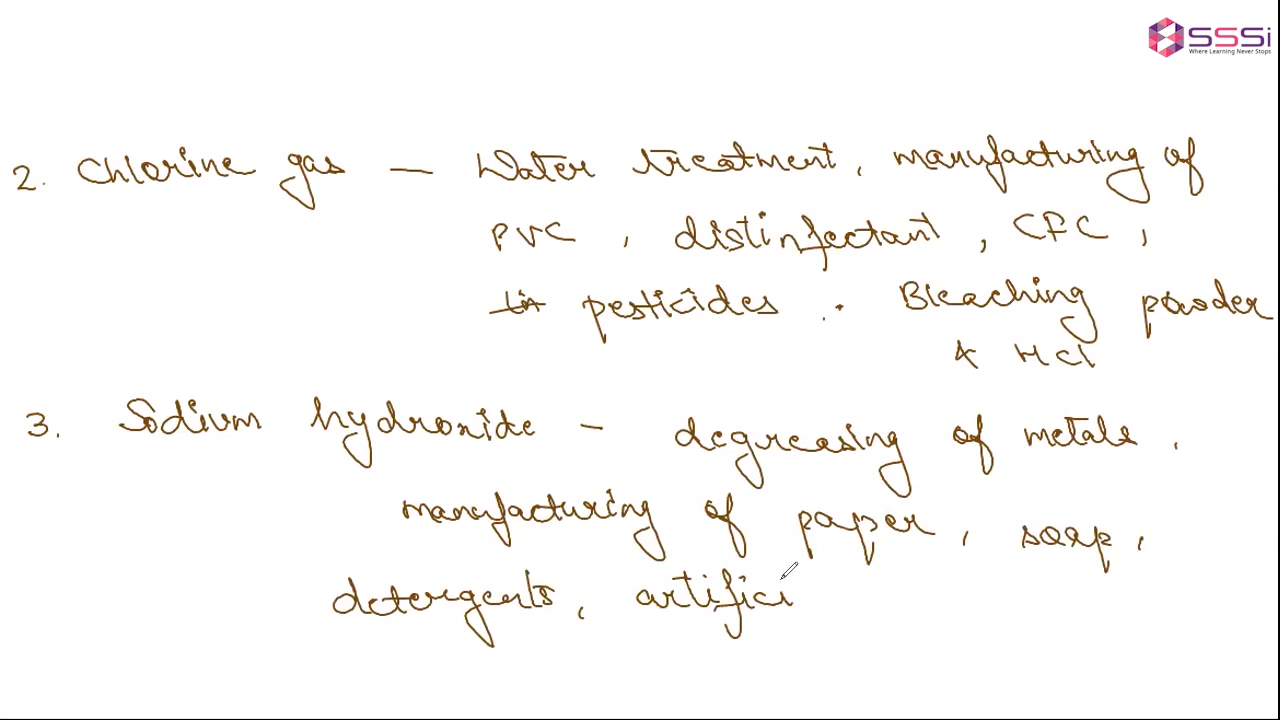 SSSi
Where Learning Never Stops
2. Chlorine gas — Water treatment, manufacturing of
PVC, distinfectant, CFC,
pesticides. Bleaching powder
& HCl
3. Sodium hydroxide - degreasing of metals.
manufacturing of paper, soap,
detergents, artifici